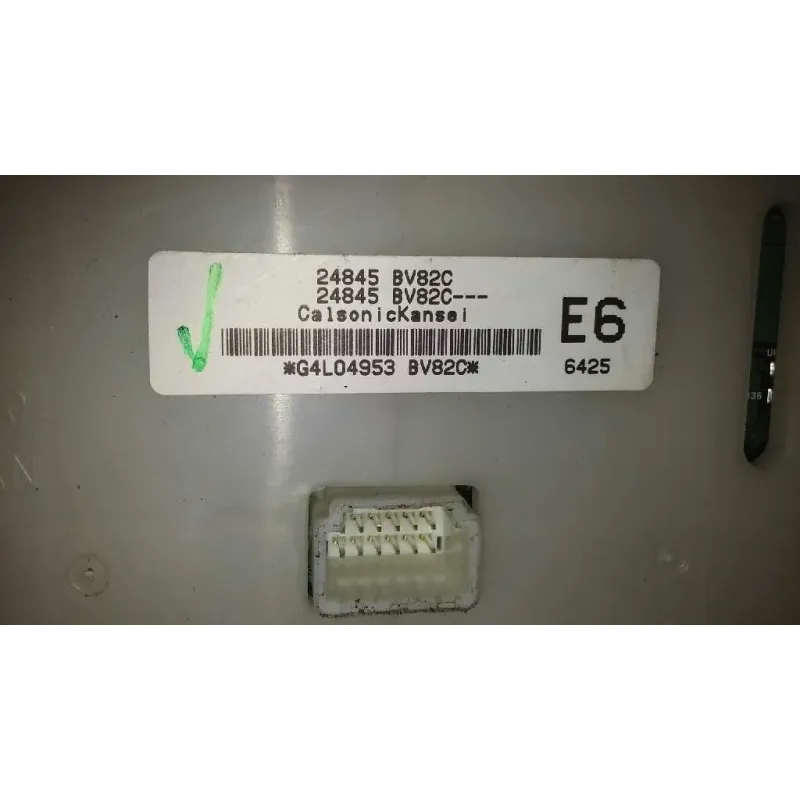 24845 BV82C
24845 BV82C---
CalsonicKansei
*G4L04953 BV82C*
E6
6425